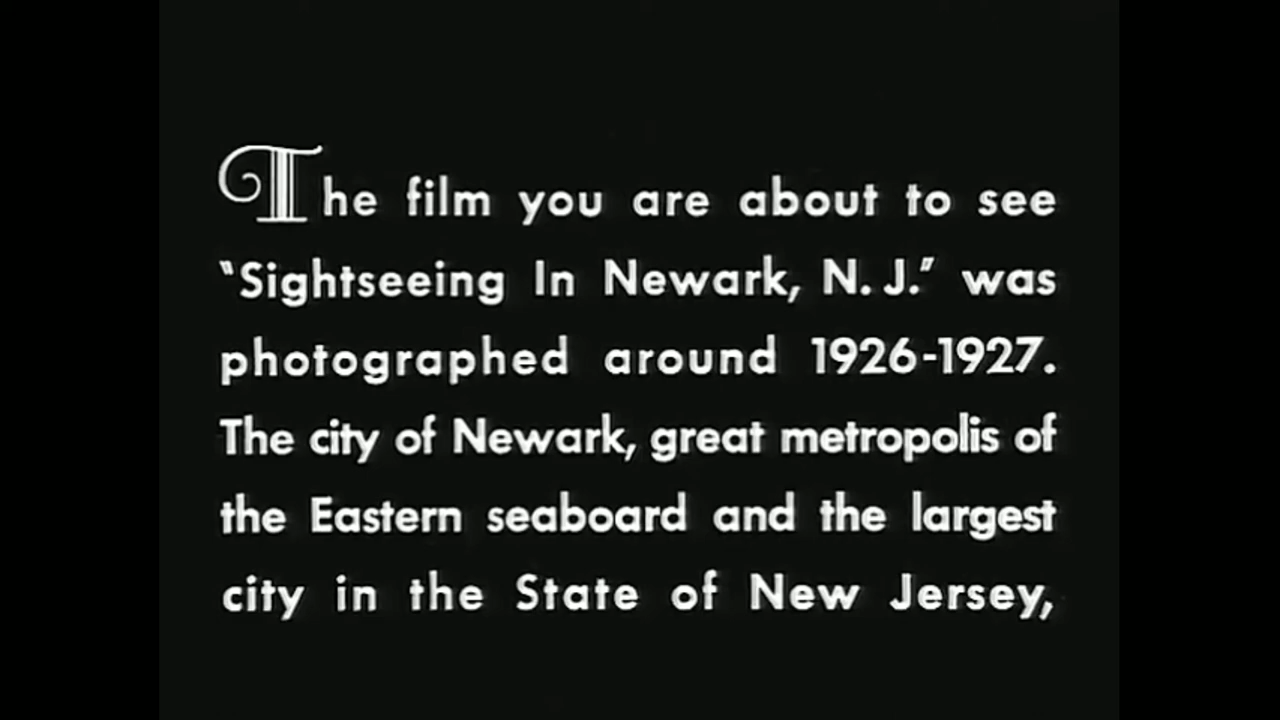 The film you are about to see
"Sightseeing In Newark, N. J." was
photographed around 1926-1927.
The city of Newark, great metropolis of
the Eastern seaboard and the largest
city in the State of New Jersey,